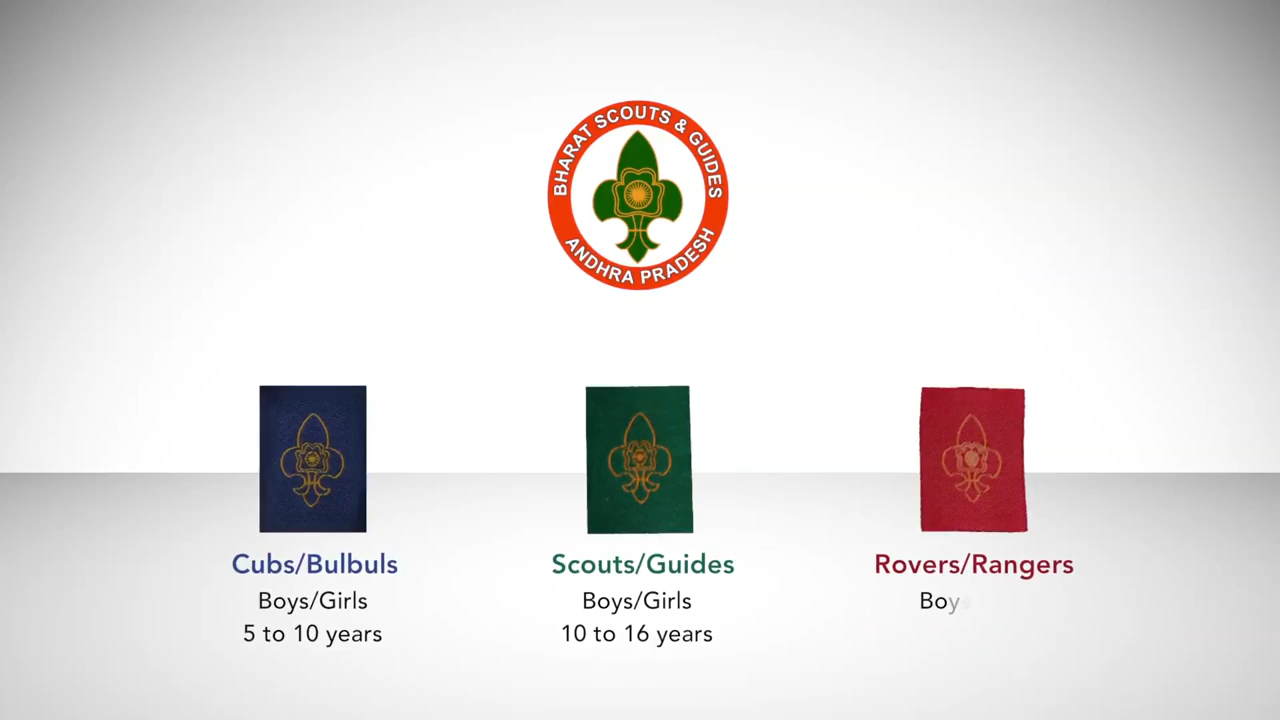 BHARAT SCOUTS & GUIDES
ANDHRA PRADESH
Cubs/Bulbuls
Boys/Girls
5 to 10 years
Scouts/Guides
Boys/Girls
10 to 16 years
Rovers/Rangers
Boy